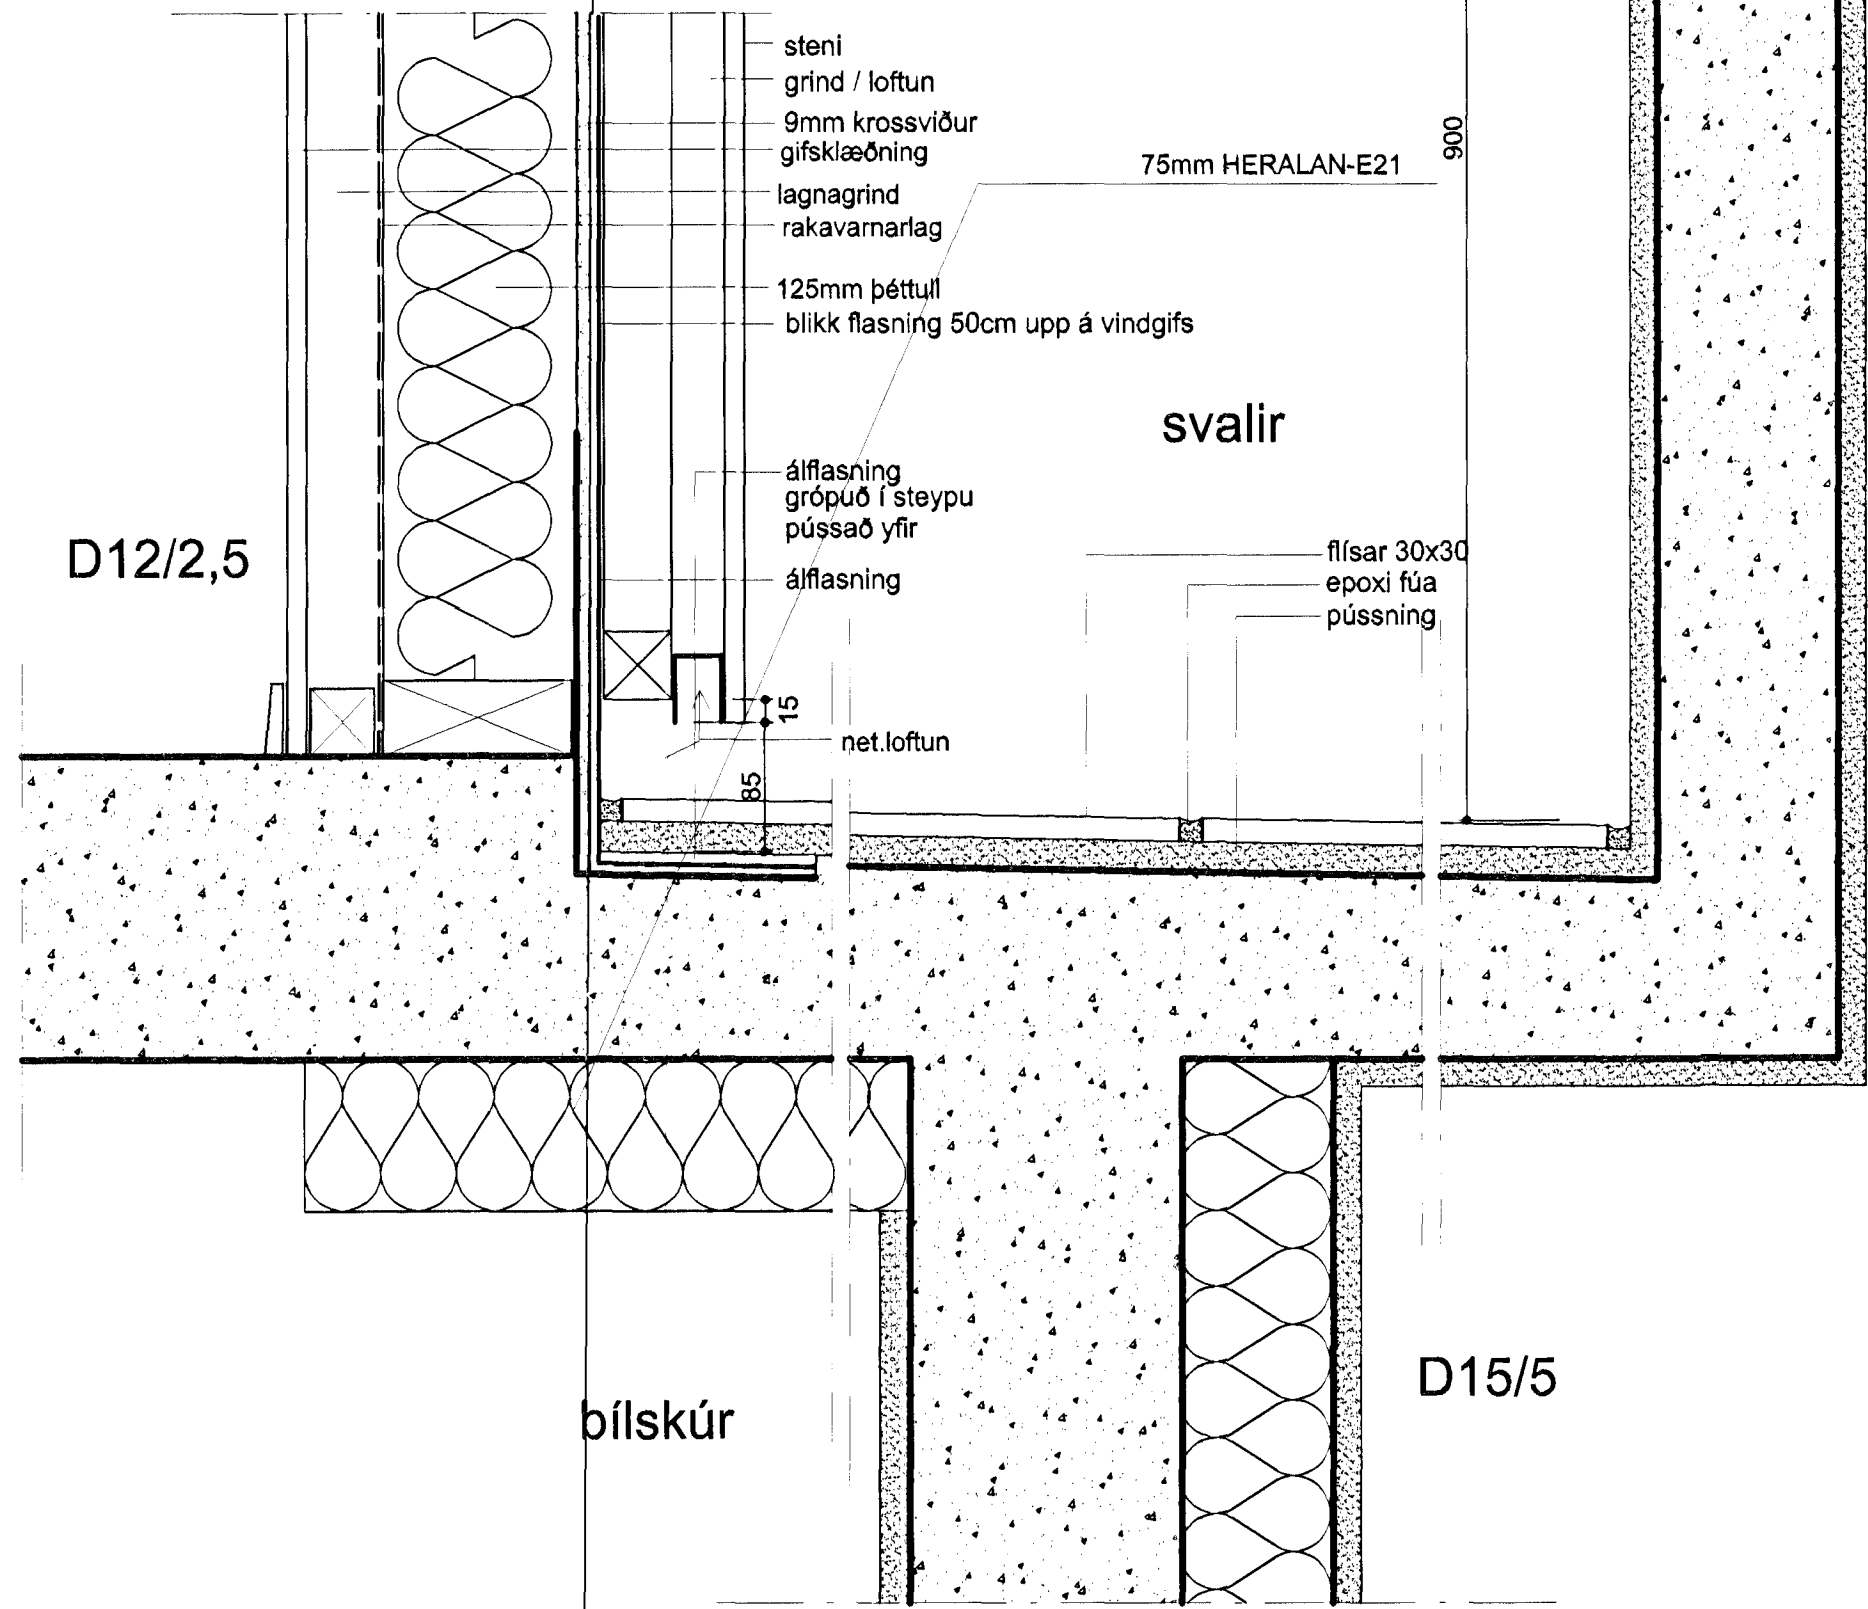 steni
grind / loftun
9mm krossviður
gifsklæðning
lagnagrind
rakavarnarlag
125mm þéttull
blikk flasning 50cm upp á vindgifs
75mm HERALAN-E21
900
svalir
álflasning
grópuð í steypu
pússað yfir
álflasning
D12/2,5
flísar 30x30
epoxi fúa
pússning
15
net.loftun
85
bílskúr
D15/5